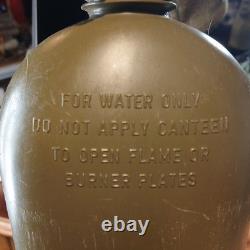 FOR WATER ONLY
DO NOT APPLY CANTEEN
TO OPEN FLAME OR
BURNER PLATES
ebay